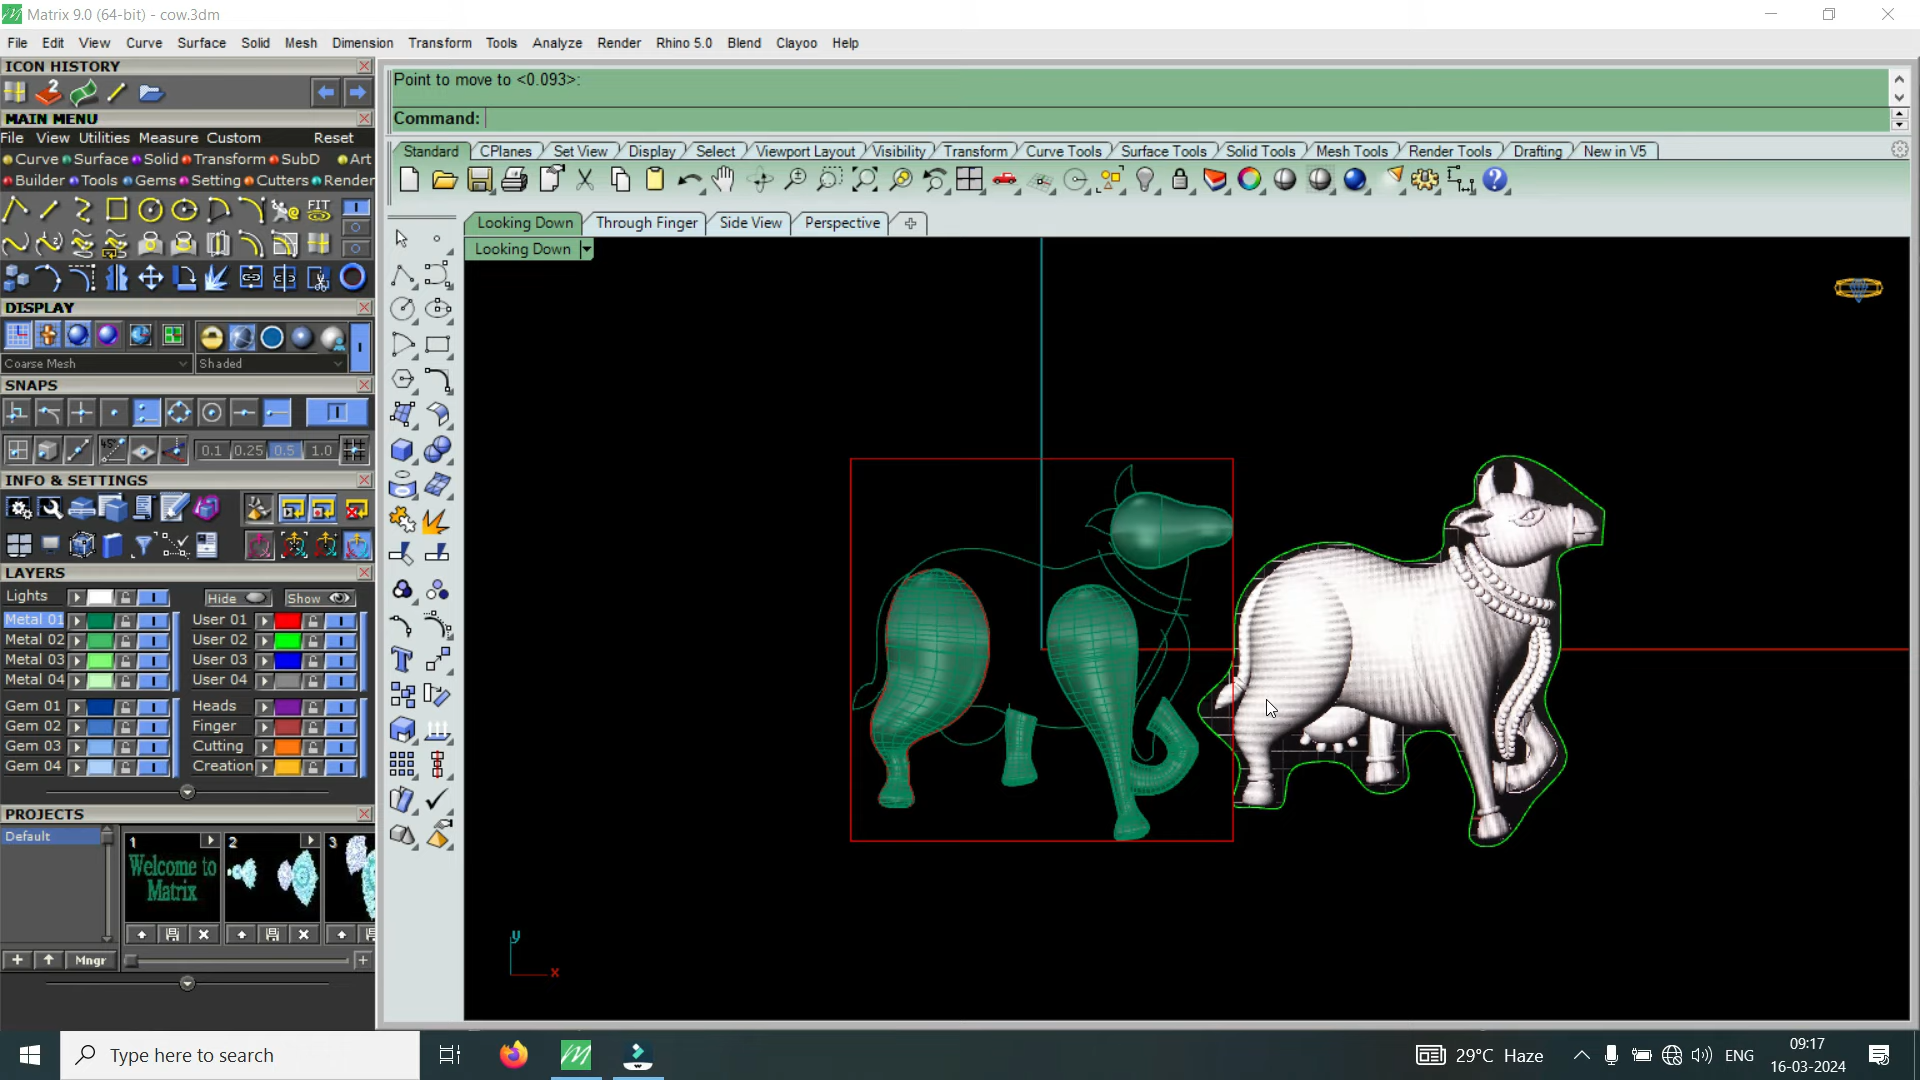 Matrix 9.0 (64-bit) - cow.3dm
File Edit View Curve Surface Solid Mesh Dimension Transform Tools Analyze Render Rhino 5.0 Blend Clayoo Help
ICON HISTORY
MAIN MENU
File View Utilities Measure Custom Reset
Curve Surface Solid Transform SubD Art
Builder Tools Gems Setting Cutters Render
FIT
DISPLAY
Coarse Mesh Shaded
SNAPS
0.1 0.25 0.5 1.0
INFO & SETTINGS
LAYERS
Lights Hide Show
Metal 01 User 01
Metal 02 User 02
Metal 03 User 03
Metal 04 User 04
Gem 01 Heads
Gem 02 Finger
Gem 03 Cutting
Gem 04 Creation
PROJECTS
Default
1 2 3
Welcome to
Matrix
Mngr
Point to move to <0.093>:
Command:
Standard CPlanes Set View Display Select Viewport Layout Visibility Transform Curve Tools Surface Tools Solid Tools Mesh Tools Render Tools Drafting New in V5
Looking Down Through Finger Side View Perspective
Looking Down
y
x
Type here to search
29°C Haze
ENG
09:17
16-03-2024